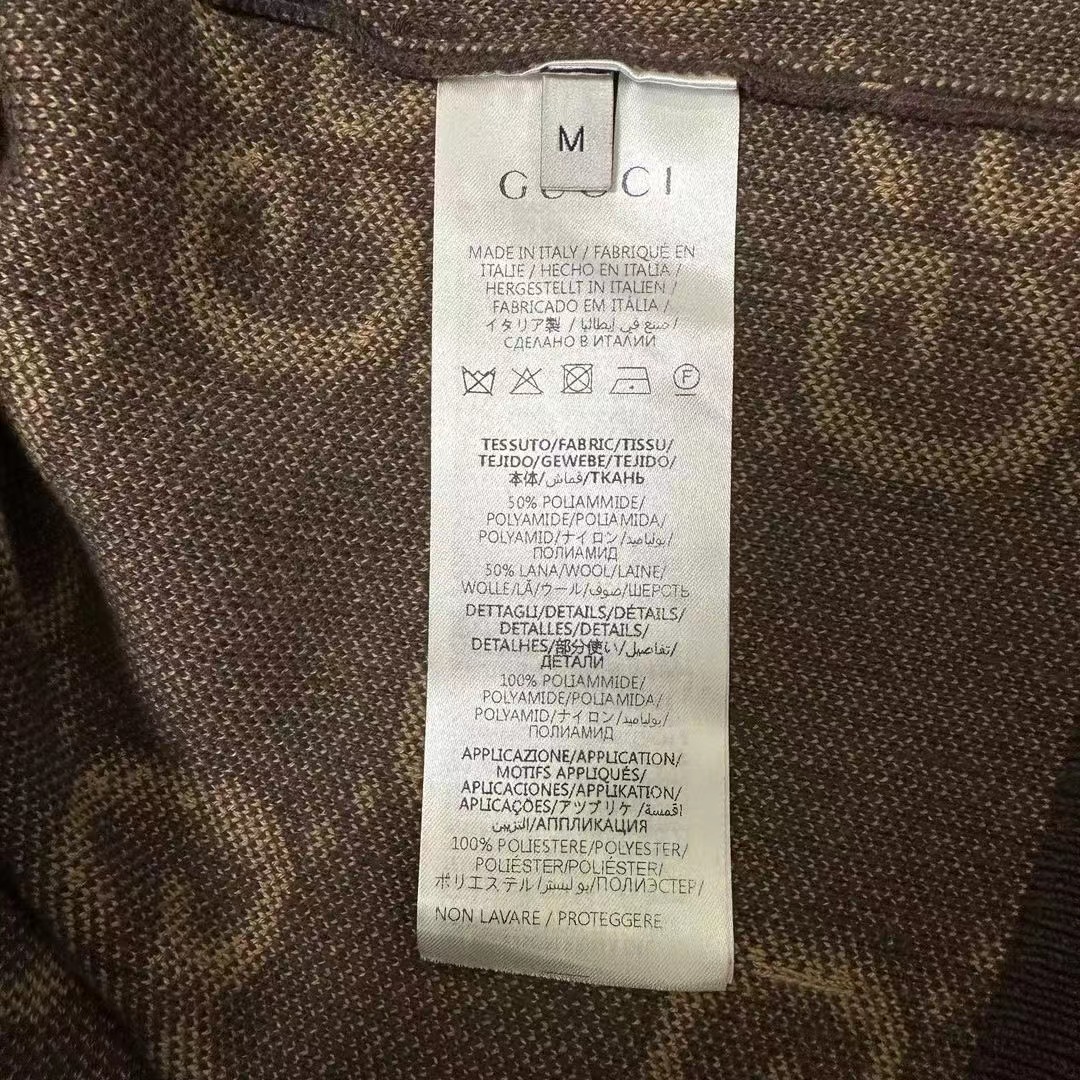 M
GUCCI
MADE IN ITALY / FABRIQUÉ EN
ITALIE / HECHO EN ITALIA /
HERGESTELLT IN ITALIEN /
FABRICADO EM ITÁLIA /
イタリア製 / صنع في إيطاليا /
СДЕЛАНО В ИТАЛИИ
F
TESSUTO/FABRIC/TISSU/
TEJIDO/GEWEBE/TEJIDO/
本体/قماش/ТКАНЬ
50% POLIAMMIDE/
POLYAMIDE/POLIAMIDA/
POLYAMID/ナイロン/بولياميد/
ПОЛИАМИД
50% LANA/WOOL/LAINE/
WOLLE/LÃ/ウール/صوف/ШЕРСТЬ
DETTAGLI/DETAILS/DÉTAILS/
DETALLES/DETAILS/
DETALHES/部分使い/تفاصيل/
ДЕТАЛИ
100% POLIAMMIDE/
POLYAMIDE/POLIAMIDA/
POLYAMID/ナイロン/بولياميد/
ПОЛИАМИД
APPLICAZIONE/APPLICATION/
MOTIFS APPLIQUÉS/
APLICACIONES/APPLIKATION/
APLICAÇÕES/アップリケ/اقمسة
التزيين/АППЛИКАЦИЯ
100% POLIESTERE/POLYESTER/
POLIÉSTER/POLIÉSTER/
ポリエステル/بوليستر/ПОЛИЭСТЕР/
NON LAVARE / PROTEGGERE